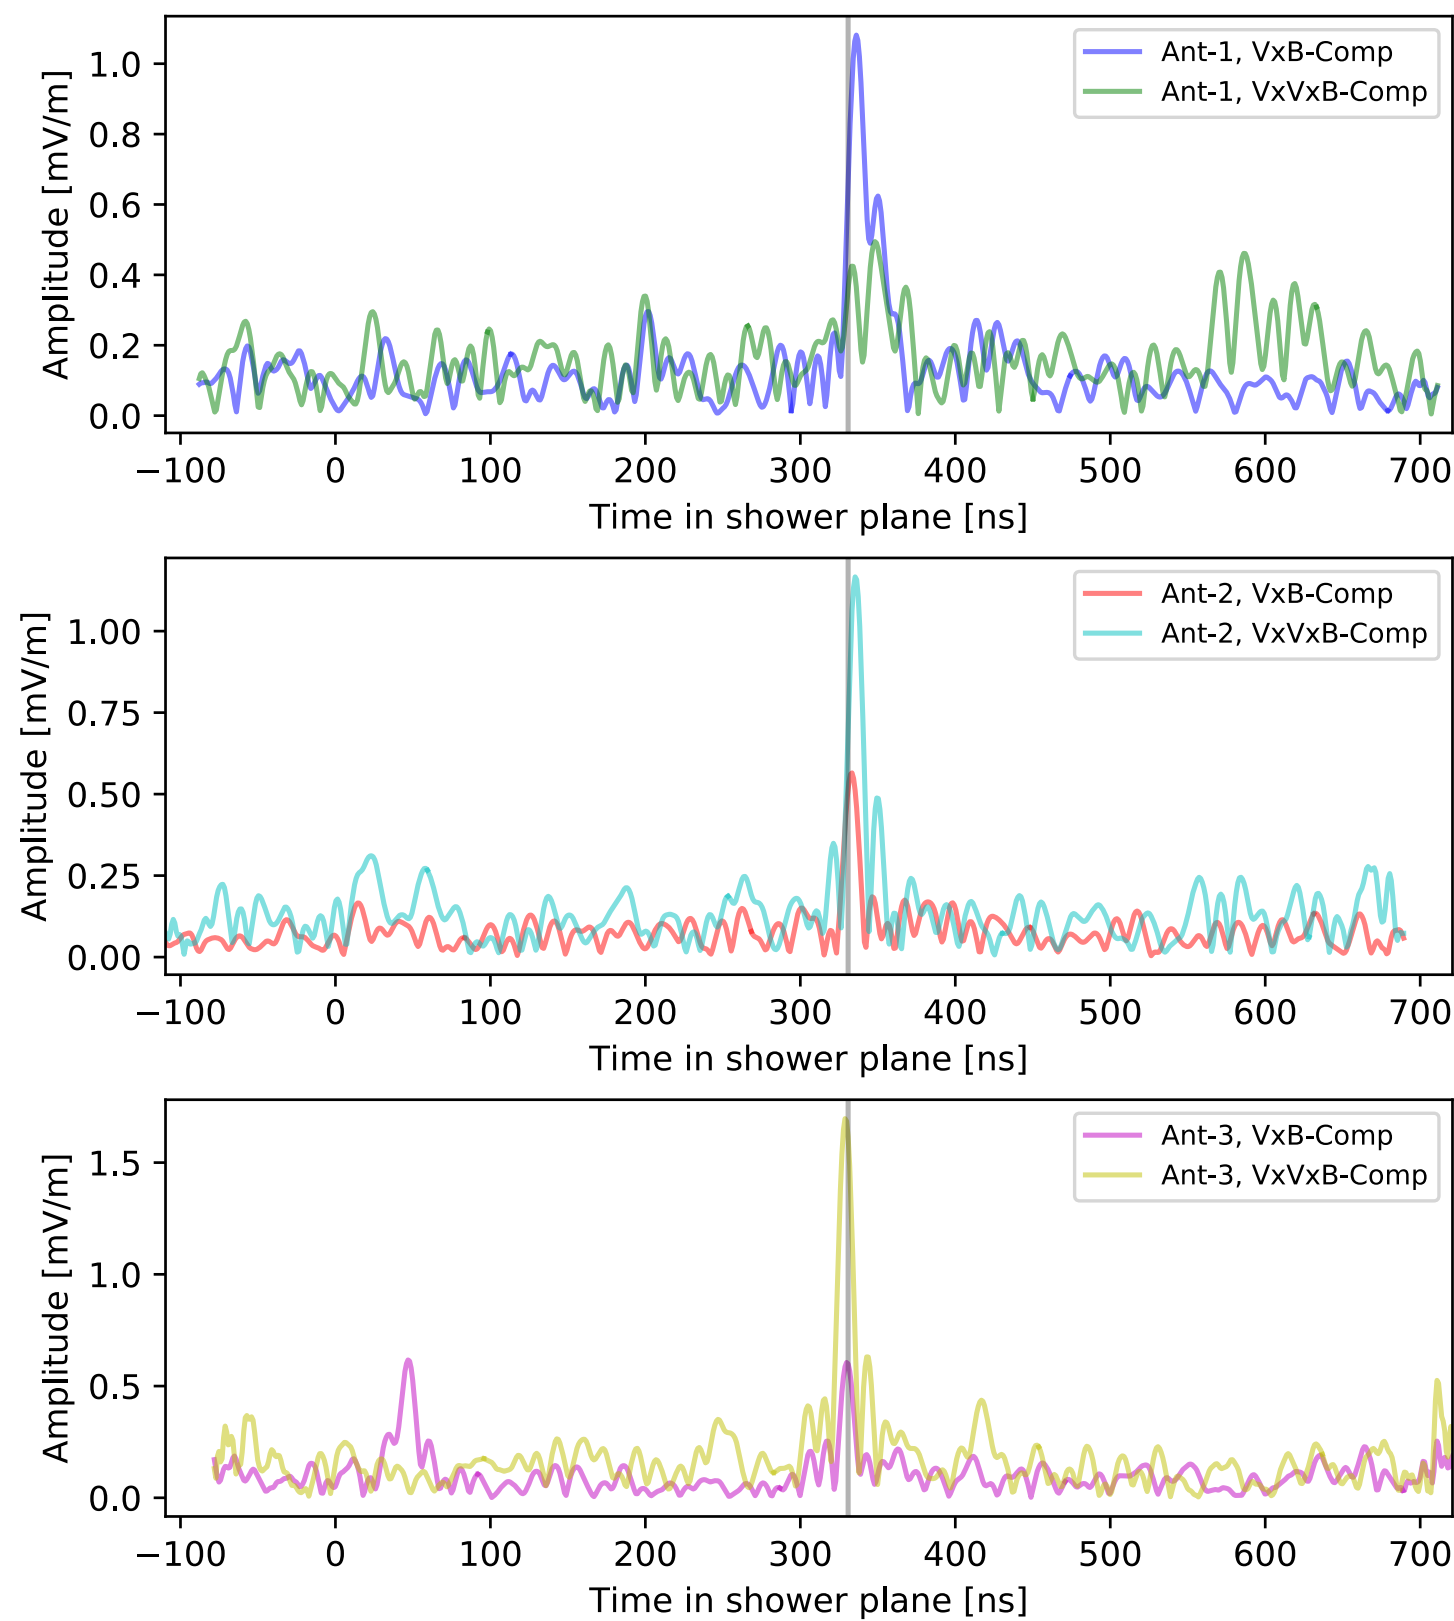 Amplitude [mV/m]
1.0
0.8
0.6
0.4
0.2
0.0
Ant-1, VxB-Comp
Ant-1, VxVxB-Comp
−100 0 100 200 300 400 500 600 700
Time in shower plane [ns]
Amplitude [mV/m]
1.00
0.75
0.50
0.25
0.00
Ant-2, VxB-Comp
Ant-2, VxVxB-Comp
−100 0 100 200 300 400 500 600 700
Time in shower plane [ns]
Amplitude [mV/m]
1.5
1.0
0.5
0.0
Ant-3, VxB-Comp
Ant-3, VxVxB-Comp
−100 0 100 200 300 400 500 600 700
Time in shower plane [ns]